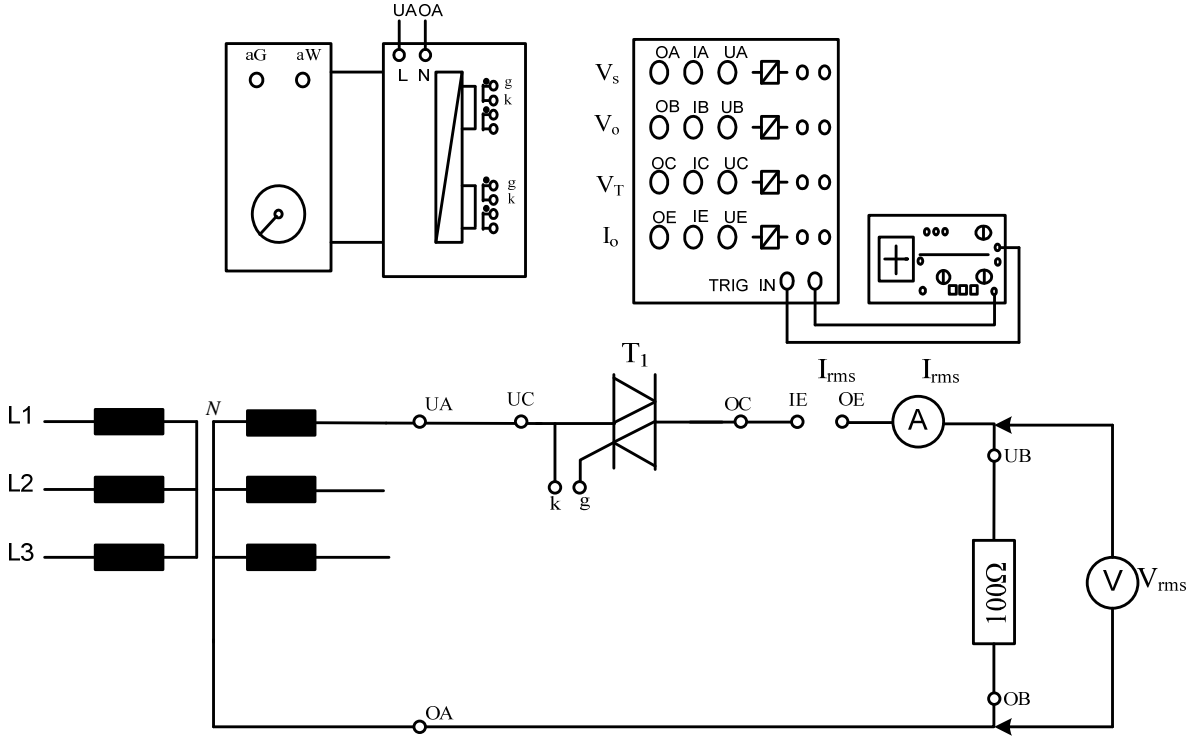 UA OA
aG aW
L N
g
k
g
k
Vs OA IA UA
Vo OB IB UB
VT OC IC UC
Io OE IE UE
TRIG I.N
T1
Irms Irms
L1 N UA UC OC IE OE A
UB
L2
k g
L3
100Ω
V Vrms
OB
OA